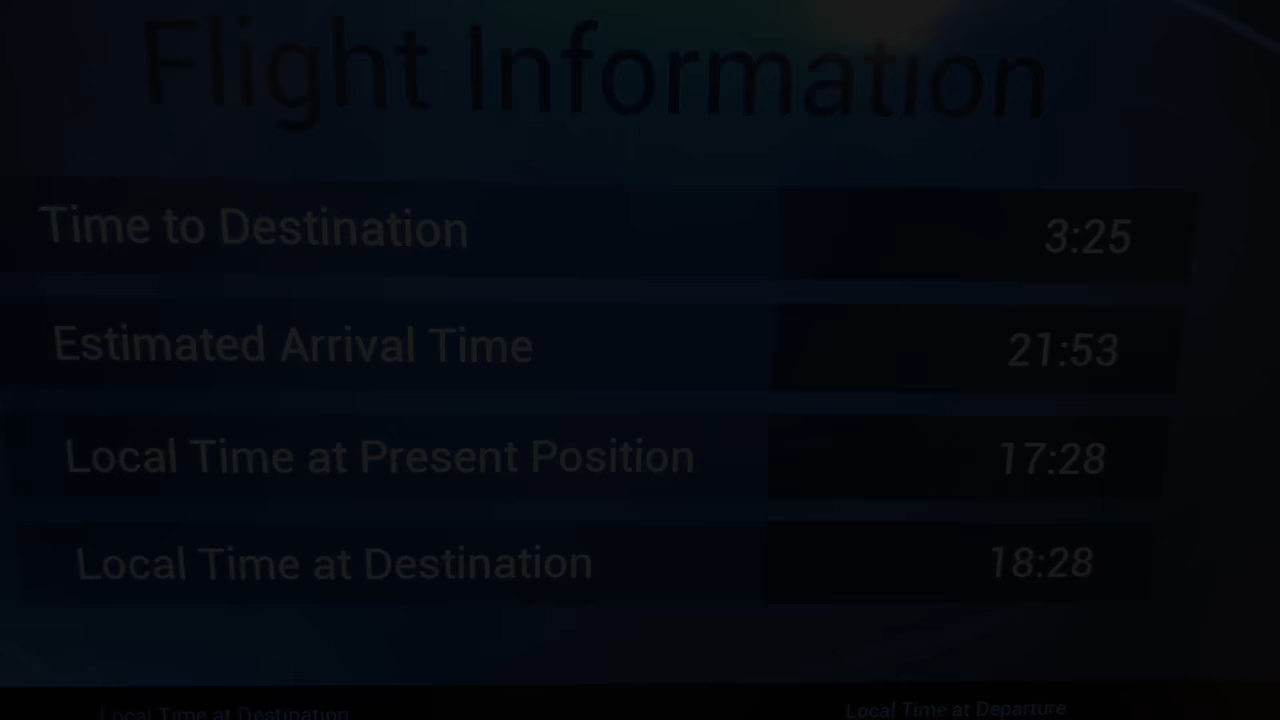 Flight Information
Time to Destination 3:25
Estimated Arrival Time 21:53
Local Time at Present Position 17:28
Local Time at Destination 18:28
Local Time at Destination Local Time at Departure